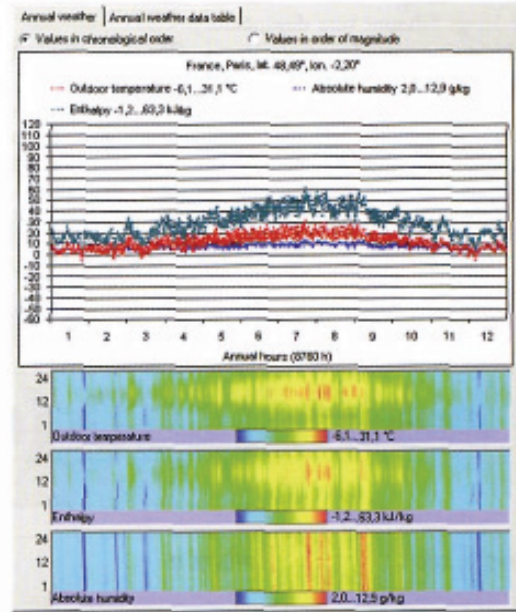 Annual weather | Annual weather data table
Values in chronological order Values in order of magnitude
France, Paris, lat. 48,49°, lon. -2,20°
Outdoor temperature -6,1...31,1 °C Absolute humidity 2,0...12,9 g/kg
Enthalpy -1,2...63,3 kJ/kg
120
110
100
90
80
70
60
50
40
30
20
10
0
-10
-20
-30
-40
-50
-60
1 2 3 4 5 6 7 8 9 10 11 12
Annual hours (8760 h)
24
12
1
Outdoor temperature -6,1...31,1 °C
24
12
1
Enthalpy -1,2...63,3 kJ/kg
24
12
1
Absolute humidity 2,0...12,9 g/kg